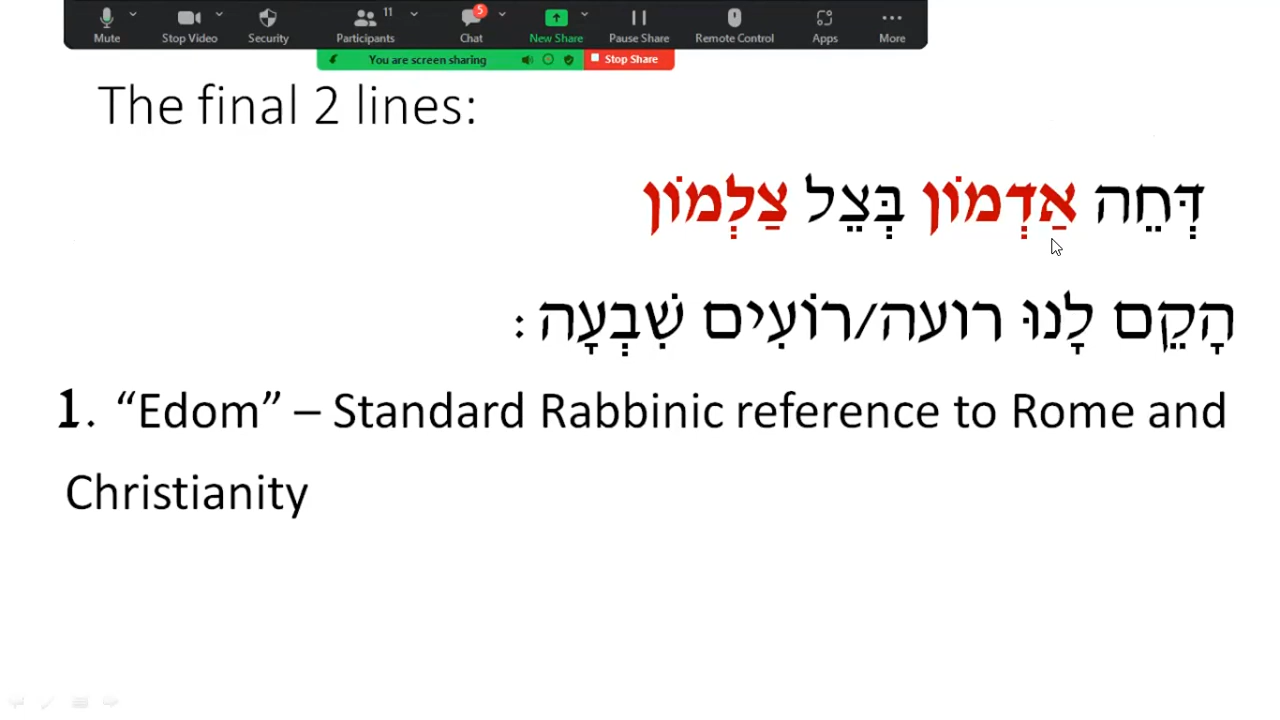 Mute Stop Video Security Participants 11 Chat 5 New Share Pause Share Remote Control Apps More
You are screen sharing Stop Share
The final 2 lines:
דְּחֵה אַדְמוֹן בְּצֵל צַלְמוֹן
הָקֵם לָנוּ רועה/רוֹעִים שִׁבְעָה:
1. “Edom” – Standard Rabbinic reference to Rome and
Christianity